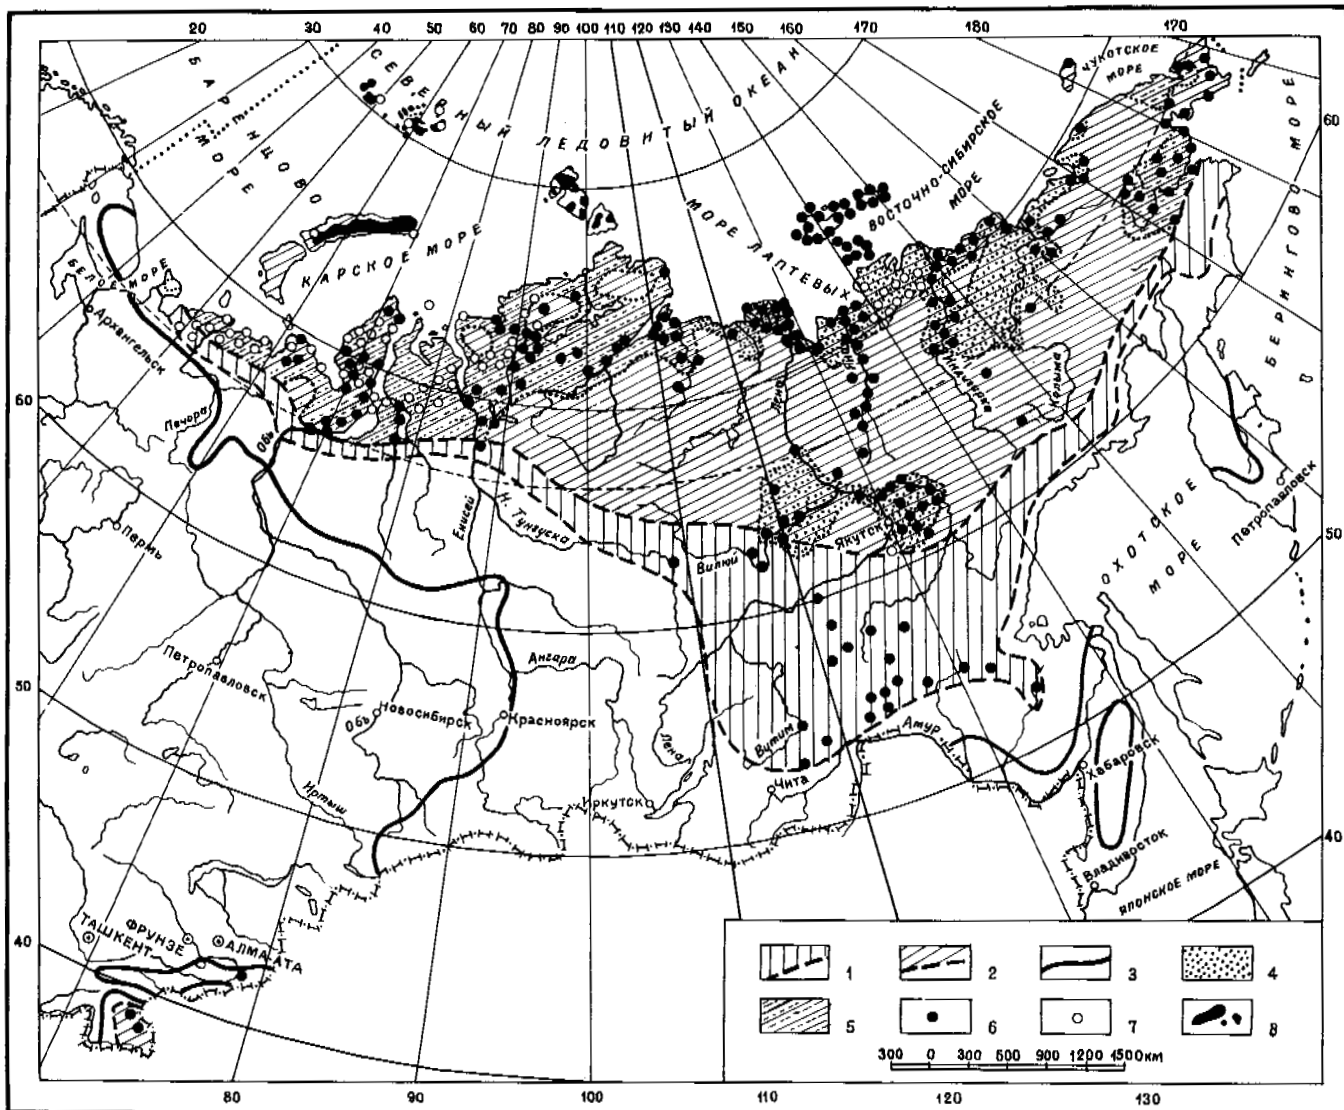 20 30 40 50 60 70 80 90 100 110 120 130 140 150 160 170 180 170
БАРЕНЦОВО МОРЕ
СЕВЕРНЫЙ ЛЕДОВИТЫЙ ОКЕАН
ЧУКОТСКОЕ
МОРЕ
60
БЕРИНГОВО МОРЕ
ВОСТОЧНО-СИБИРСКОЕ
МОРЕ
МОРЕ ЛАПТЕВЫХ
КАРСКОЕ МОРЕ
БЕЛОЕ МОРЕ
Архангельск
Печора
60
Обь
Лена
Индигирка
Колыма
Енисей
Н. Тунгуска
Вилюй
Якутск
Пермь
ОХОТСКОЕ
МОРЕ
Петропавловск
50
Петропавловск
50
Ангара
Новосибирск
Обь
Красноярск
Лена
Витим
Амур
Хабаровск
Чита
Иркутск
Иртыш
40
Владивосток
ЯПОНСКОЕ МОРЕ
40
ТАШКЕНТ
ФРУНЗЕ
АЛМА-АТА
1 2 3 4
5 6 7 8
300 0 300 600 900 1200 1500км
80 90 100 110 120 130